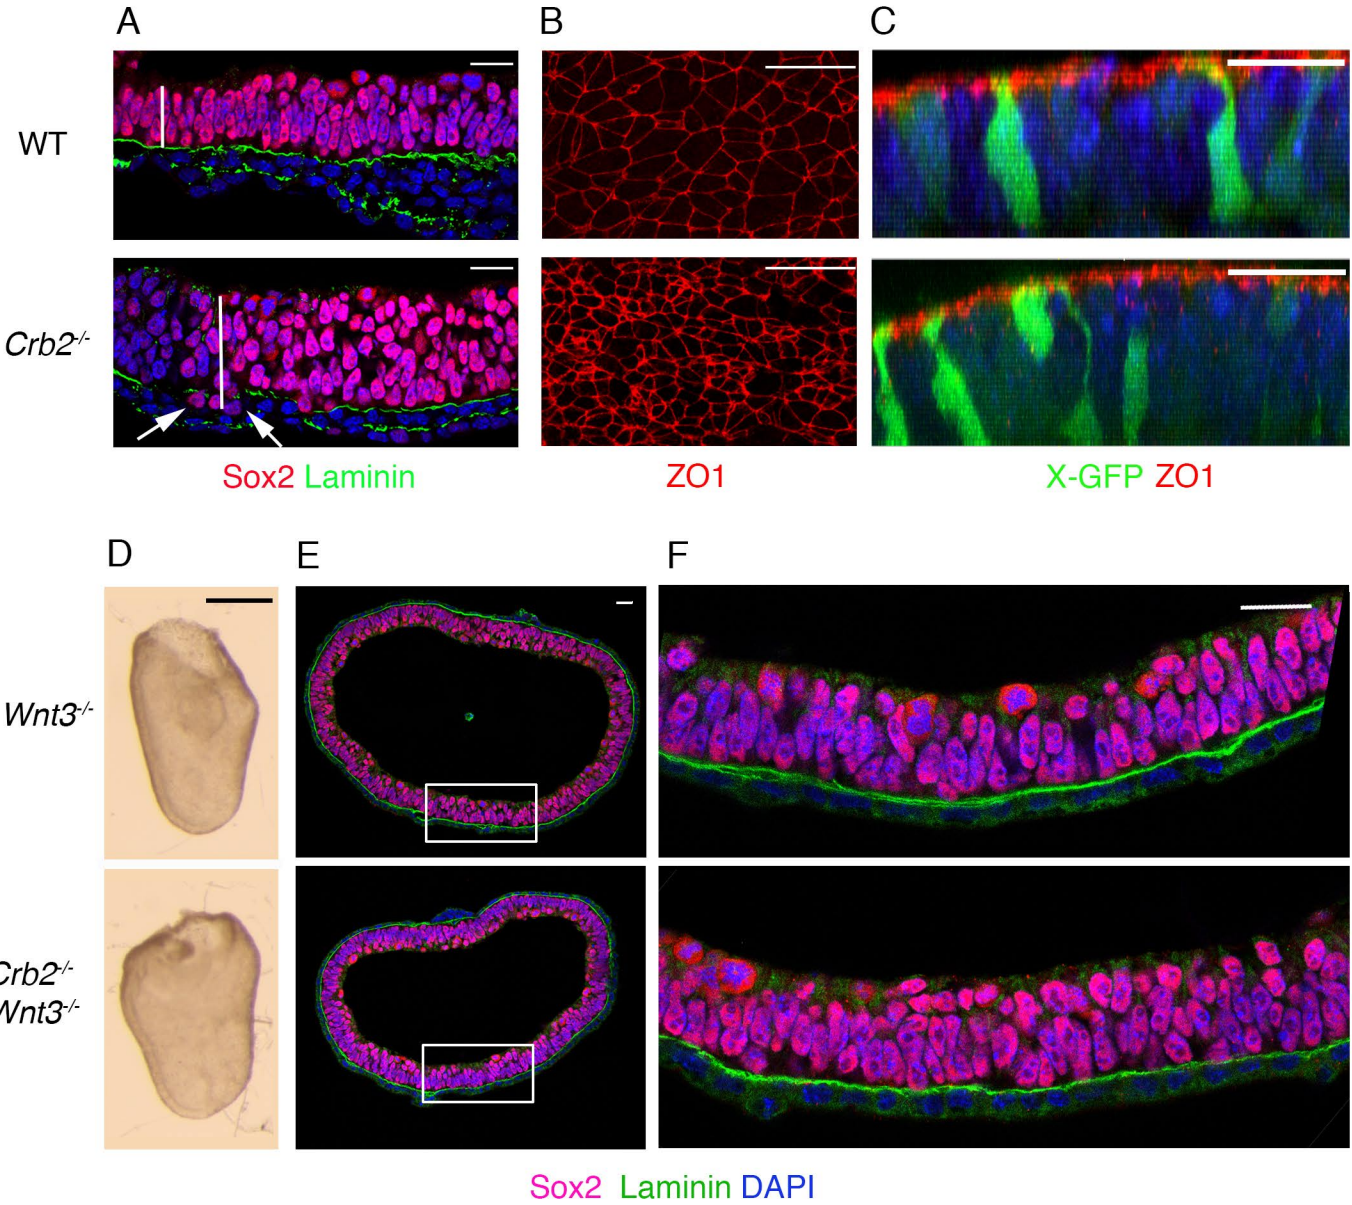 A B C
WT
Crb2-/-
Sox2 Laminin ZO1 X-GFP ZO1
D E F
Wnt3-/-
Crb2-/-
Wnt3-/-
Sox2 Laminin DAPI